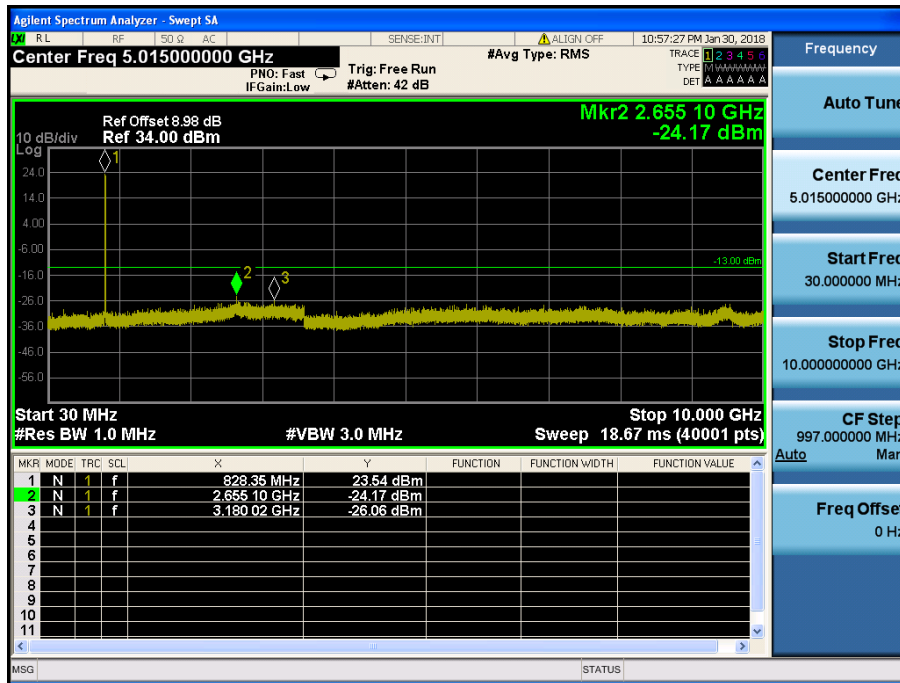 Agilent Spectrum Analyzer - Swept SA
LXI RL RF 50 Ω AC SENSE:INT ALIGN OFF 10:57:27 PM Jan 30, 2018
Center Freq 5.015000000 GHz
PNO: Fast
IFGain:Low
Trig: Free Run
#Atten: 42 dB
#Avg Type: RMS
TRACE 1 2 3 4 5 6
TYPE MWWWWW
DET A A A A A A
Mkr2 2.655 10 GHz
-24.17 dBm
Ref Offset 8.98 dB
10 dB/div Ref 34.00 dBm
Log
24.0
14.0
4.00
-6.00
-16.0
-26.0
-36.0
-46.0
-56.0
1
2
3
-13.00 dBm
Start 30 MHz Stop 10.000 GHz
#Res BW 1.0 MHz #VBW 3.0 MHz Sweep 18.67 ms (40001 pts)
MKR MODE TRC SCL X Y FUNCTION FUNCTION WIDTH FUNCTION VALUE
1 N 1 f 828.35 MHz 23.54 dBm
2 N 1 f 2.655 10 GHz -24.17 dBm
3 N 1 f 3.180 02 GHz -26.06 dBm
4
5
6
7
8
9
10
11
MSG STATUS
Frequency
Auto Tune
Center Freq
5.015000000 GHz
Start Freq
30.000000 MHz
Stop Freq
10.000000000 GHz
CF Step
997.000000 MHz
Auto Man
Freq Offset
0 Hz